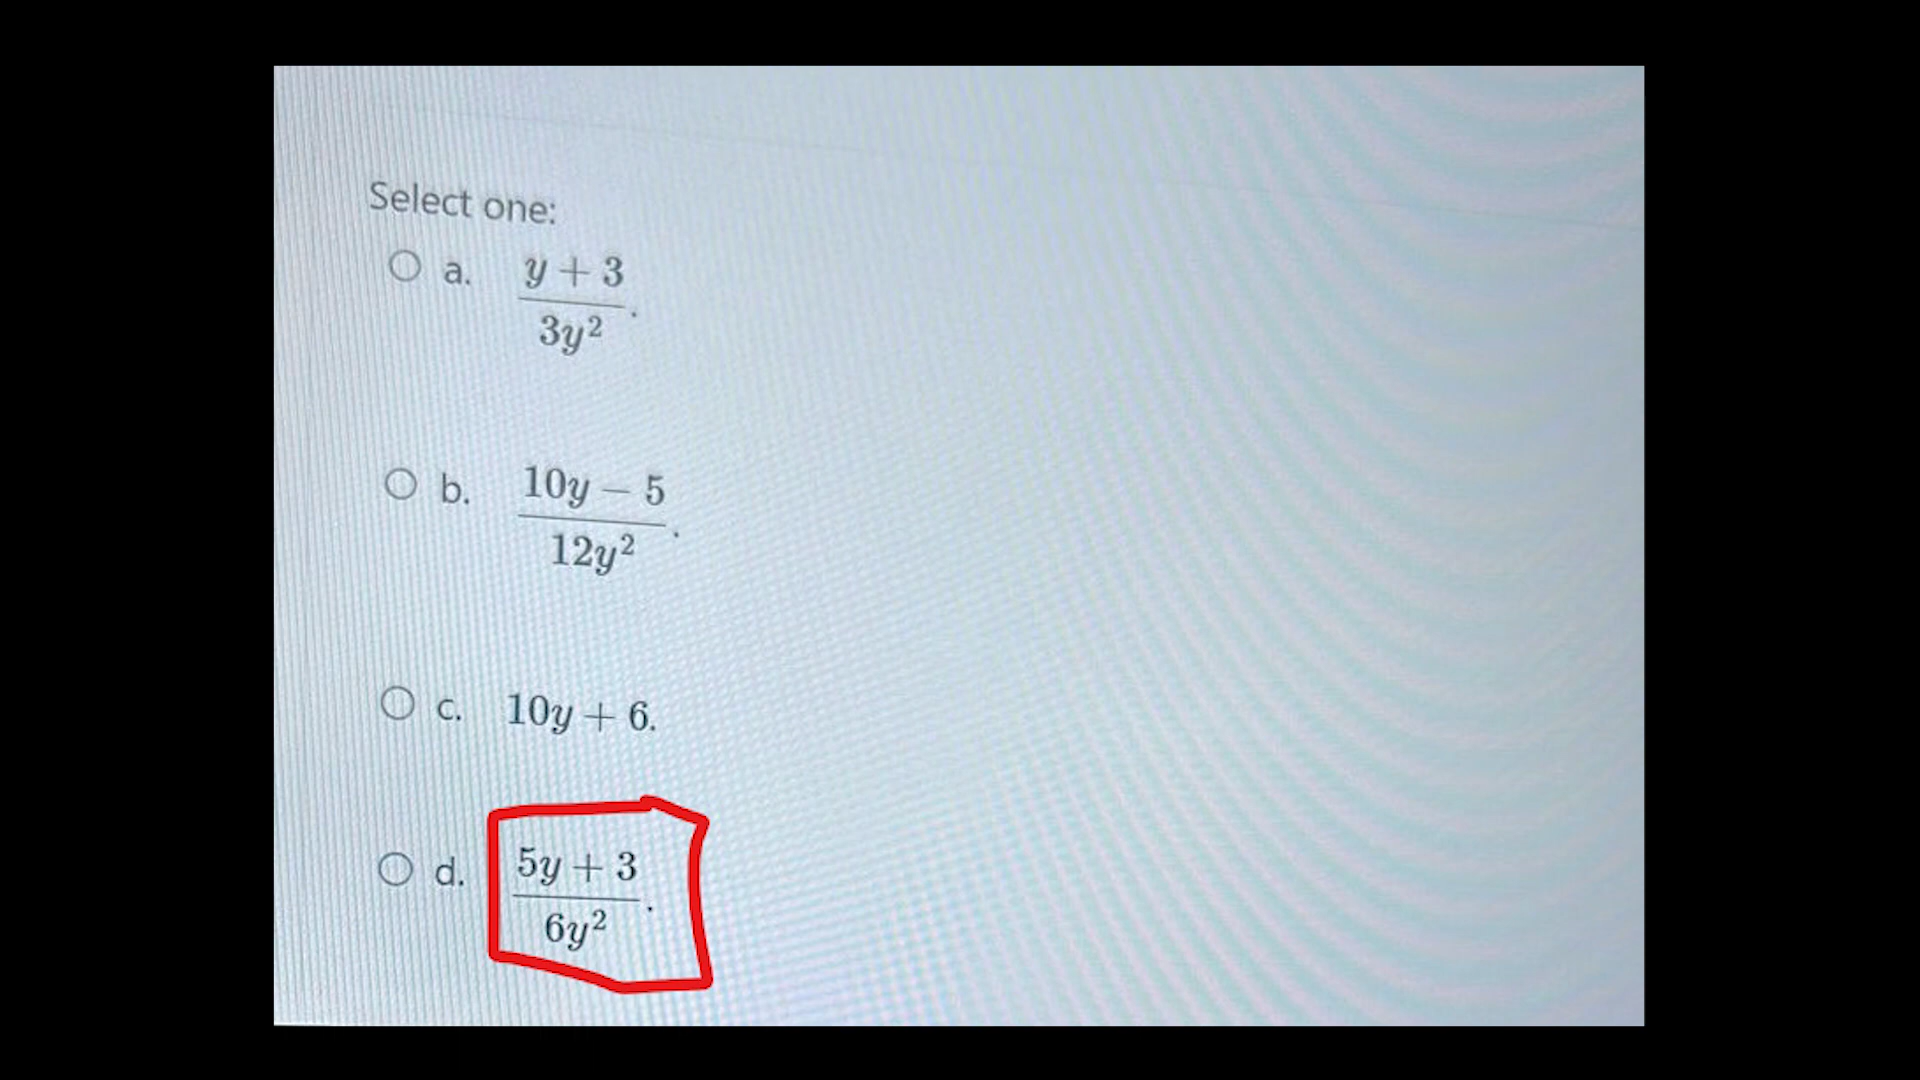 Select one:
a. y + 3
3y²
.
b. 10y – 5
12y²
.
c. 10y + 6.
d. 5y + 3
6y²
.